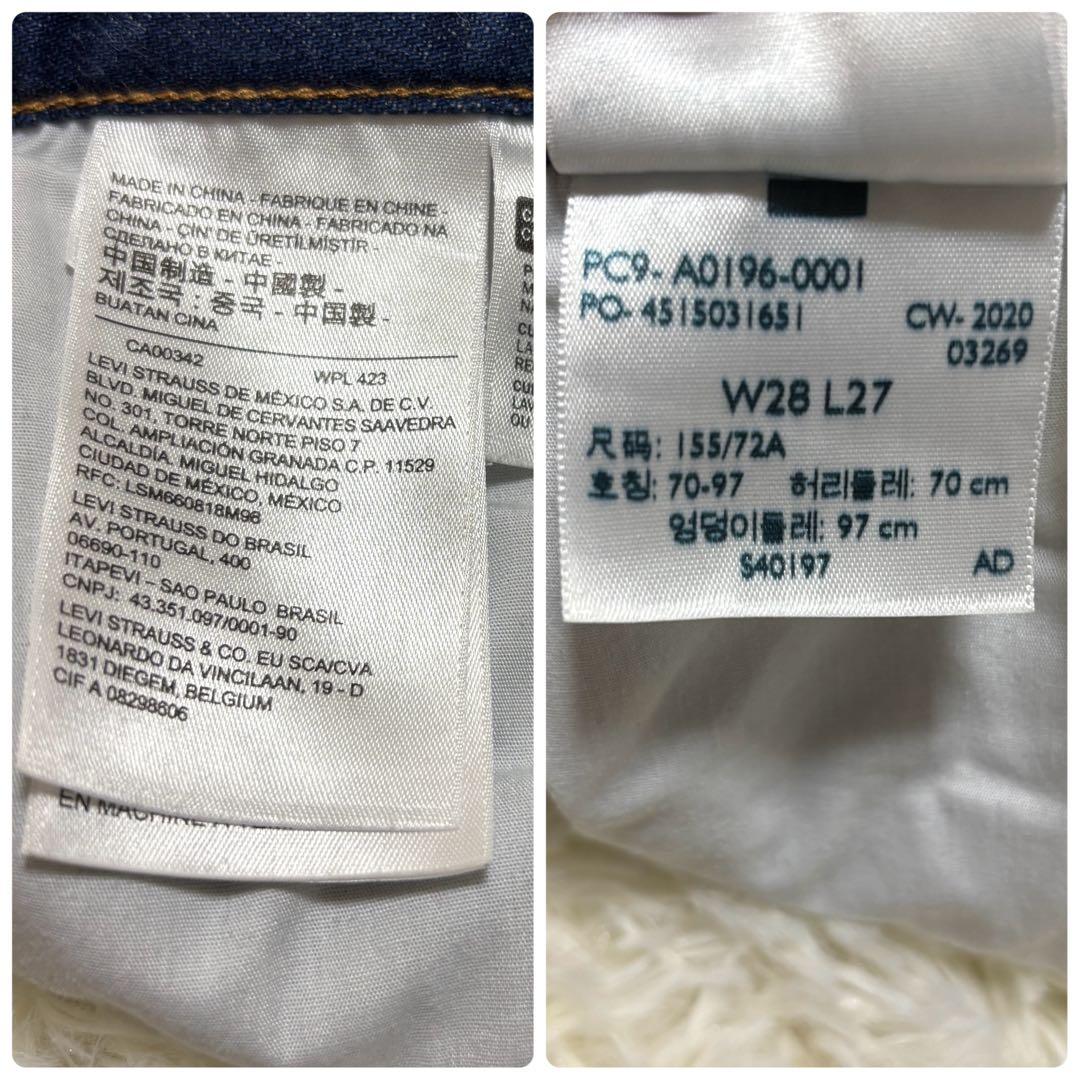 MADE IN CHINA - FABRIQUE EN CHINE -
FABRICADO EN CHINA - FABRICADO NA
CHINA - ÇIN' DE ÜRETILMIŞTIR
СДЕЛАНО В КИТАЕ -
中国制造 - 中國製 -
제조국 : 중국 - 中国製 -
BUATAN CINA
CA00342 WPL 423
LEVI STRAUSS DE MÉXICO S.A. DE C.V.
BLVD. MIGUEL DE CERVANTES SAAVEDRA
NO. 301, TORRE NORTE PISO 7
COL. AMPLIACIÓN GRANADA C.P. 11529
ALCALDÍA. MIGUEL HIDALGO
CIUDAD DE MÉXICO, MÉXICO
RFC: LSM660818M96
LEVI STRAUSS DO BRASIL
AV. PORTUGAL, 400
06690-110
ITAPEVI – SAO PAULO BRASIL
CNPJ: 43.351.097/0001-90
LEVI STRAUSS & CO. EU SCA/CVA
LEONARDO DA VINCILAAN, 19 - D
1831 DIEGEM, BELGIUM
CIF A 08298606
EN MACHINE
PC9- A0196-0001
PO- 4515031651 CW- 2020
03269
W28 L27
尺码: 155/72A
호칭: 70-97 허리둘레: 70 cm
엉덩이둘레: 97 cm
S40197 AD